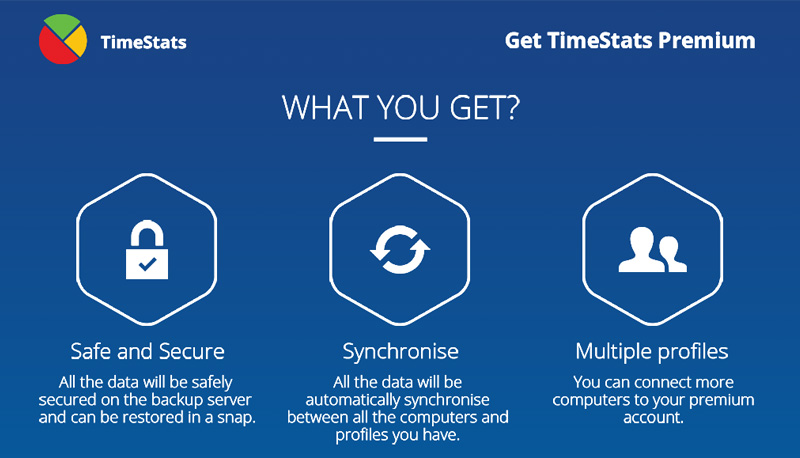 TimeStats
Get TimeStats Premium
WHAT YOU GET?
Safe and Secure
All the data will be safely
secured on the backup server
and can be restored in a snap.
Synchronise
All the data will be
automatically synchronise
between all the computers and
profiles you have.
Multiple profiles
You can connect more
computers to your premium
account.